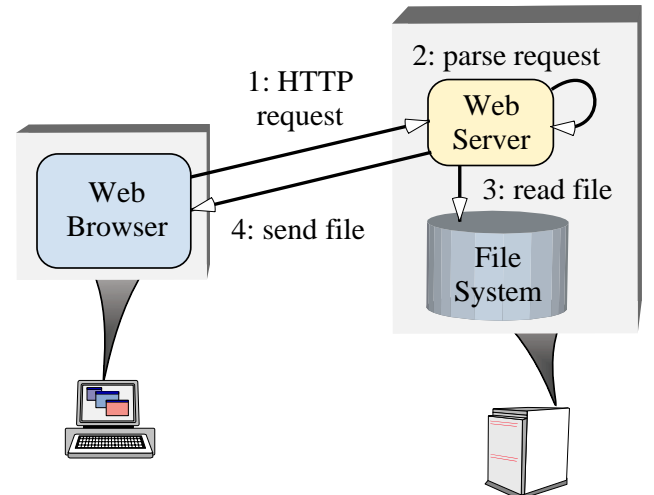 2: parse request
1: HTTP
request
Web
Server
Web
Browser
3: read file
4: send file
File
System